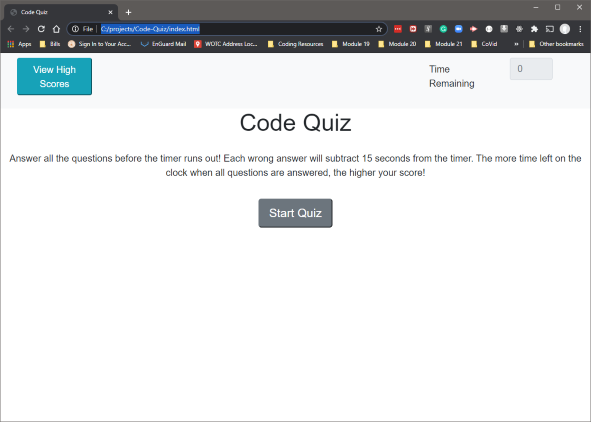 Code Quiz
File C:/projects/Code-Quiz/index.html
Apps Bills Sign In to Your Acc... EnGuard Mail WOTC Address Loc... Coding Resources Module 19 Module 20 Module 21 CoVid » Other bookmarks
View High
Scores
Time
Remaining
0
Code Quiz
Answer all the questions before the timer runs out! Each wrong answer will subtract 15 seconds from the timer. The more time left on the
clock when all questions are answered, the higher your score!
Start Quiz